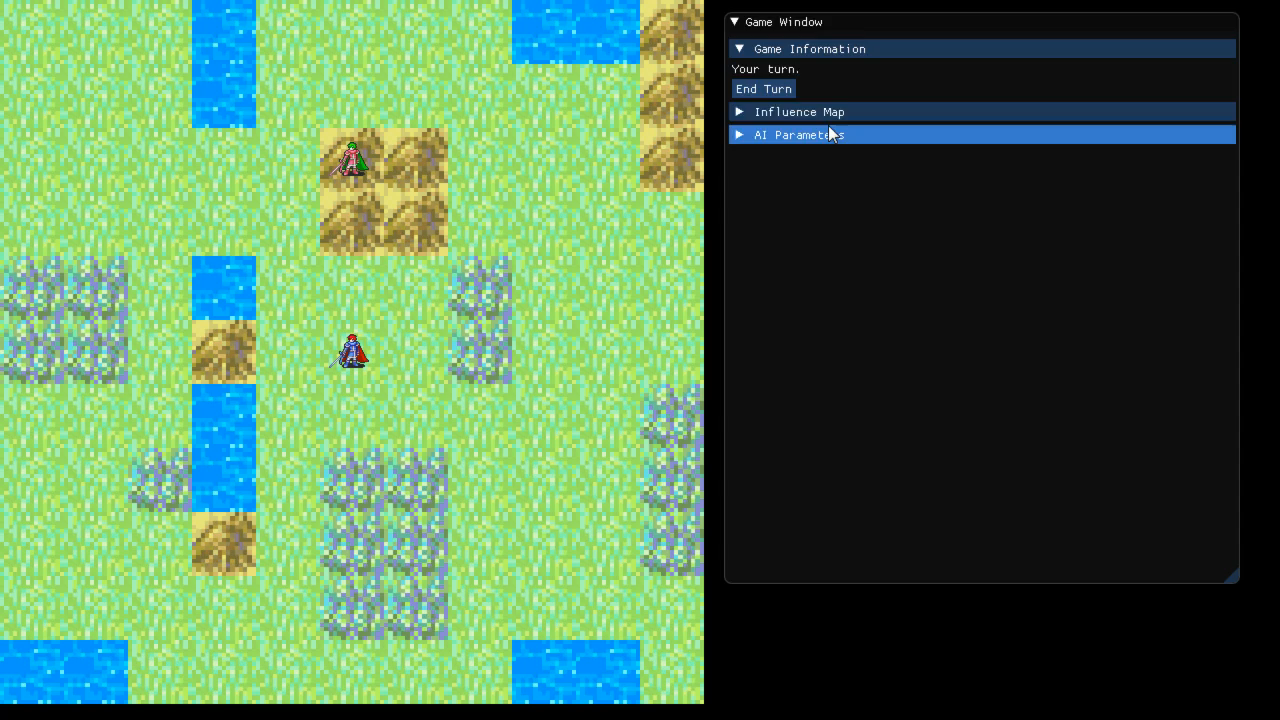 Game Window
Game Information
Your turn.
End Turn
Influence Map
AI Parameters